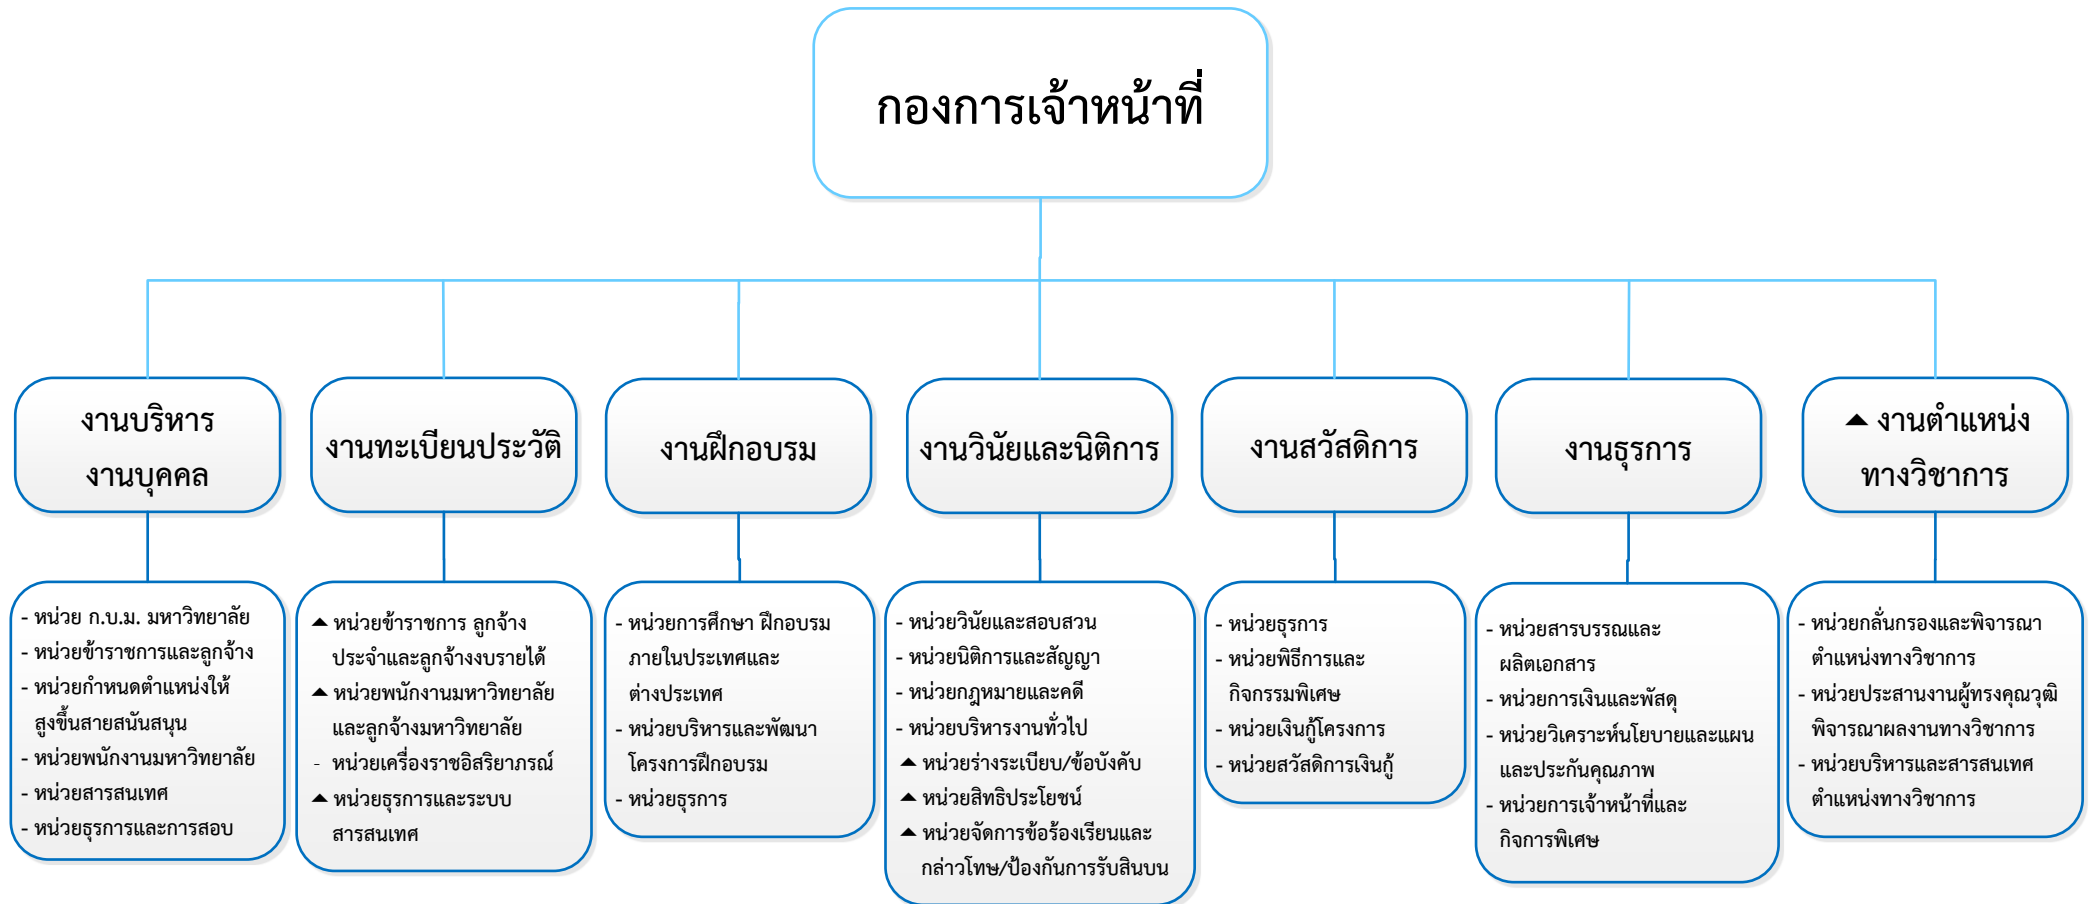 กองการเจ้าหน้าที่
งานบริหาร
งานบุคคล
งานทะเบียนประวัติ
งานฝึกอบรม
งานวินัยและนิติการ
งานสวัสดิการ
งานธุรการ
▲ งานตำแหน่ง
ทางวิชาการ
- หน่วย ก.บ.ม. มหาวิทยาลัย
- หน่วยข้าราชการและลูกจ้าง
- หน่วยกำหนดตำแหน่งให้
สูงขึ้นสายสนันสนุน
- หน่วยพนักงานมหาวิทยาลัย
- หน่วยสารสนเทศ
- หน่วยธุรการและการสอบ
▲ หน่วยข้าราชการ ลูกจ้าง
ประจำและลูกจ้างงบรายได้
▲ หน่วยพนักงานมหาวิทยาลัย
และลูกจ้างมหาวิทยาลัย
- หน่วยเครื่องราชอิสริยาภรณ์
▲ หน่วยธุรการและระบบ
สารสนเทศ
- หน่วยการศึกษา ฝึกอบรม
ภายในประเทศและ
ต่างประเทศ
- หน่วยบริหารและพัฒนา
โครงการฝึกอบรม
- หน่วยธุรการ
- หน่วยวินัยและสอบสวน
- หน่วยนิติการและสัญญา
- หน่วยกฎหมายและคดี
- หน่วยบริหารงานทั่วไป
▲ หน่วยร่างระเบียบ/ข้อบังคับ
▲ หน่วยสิทธิประโยชน์
▲ หน่วยจัดการข้อร้องเรียนและ
กล่าวโทษ/ป้องกันการรับสินบน
- หน่วยธุรการ
- หน่วยพิธีการและ
กิจกรรมพิเศษ
- หน่วยเงินกู้โครงการ
- หน่วยสวัสดิการเงินกู้
- หน่วยสารบรรณและ
ผลิตเอกสาร
- หน่วยการเงินและพัสดุ
- หน่วยวิเคราะห์นโยบายและแผน
และประกันคุณภาพ
- หน่วยการเจ้าหน้าที่และ
กิจการพิเศษ
- หน่วยกลั่นกรองและพิจารณา
ตำแหน่งทางวิชาการ
- หน่วยประสานงานผู้ทรงคุณวุฒิ
พิจารณาผลงานทางวิชาการ
- หน่วยบริหารและสารสนเทศ
ตำแหน่งทางวิชาการ